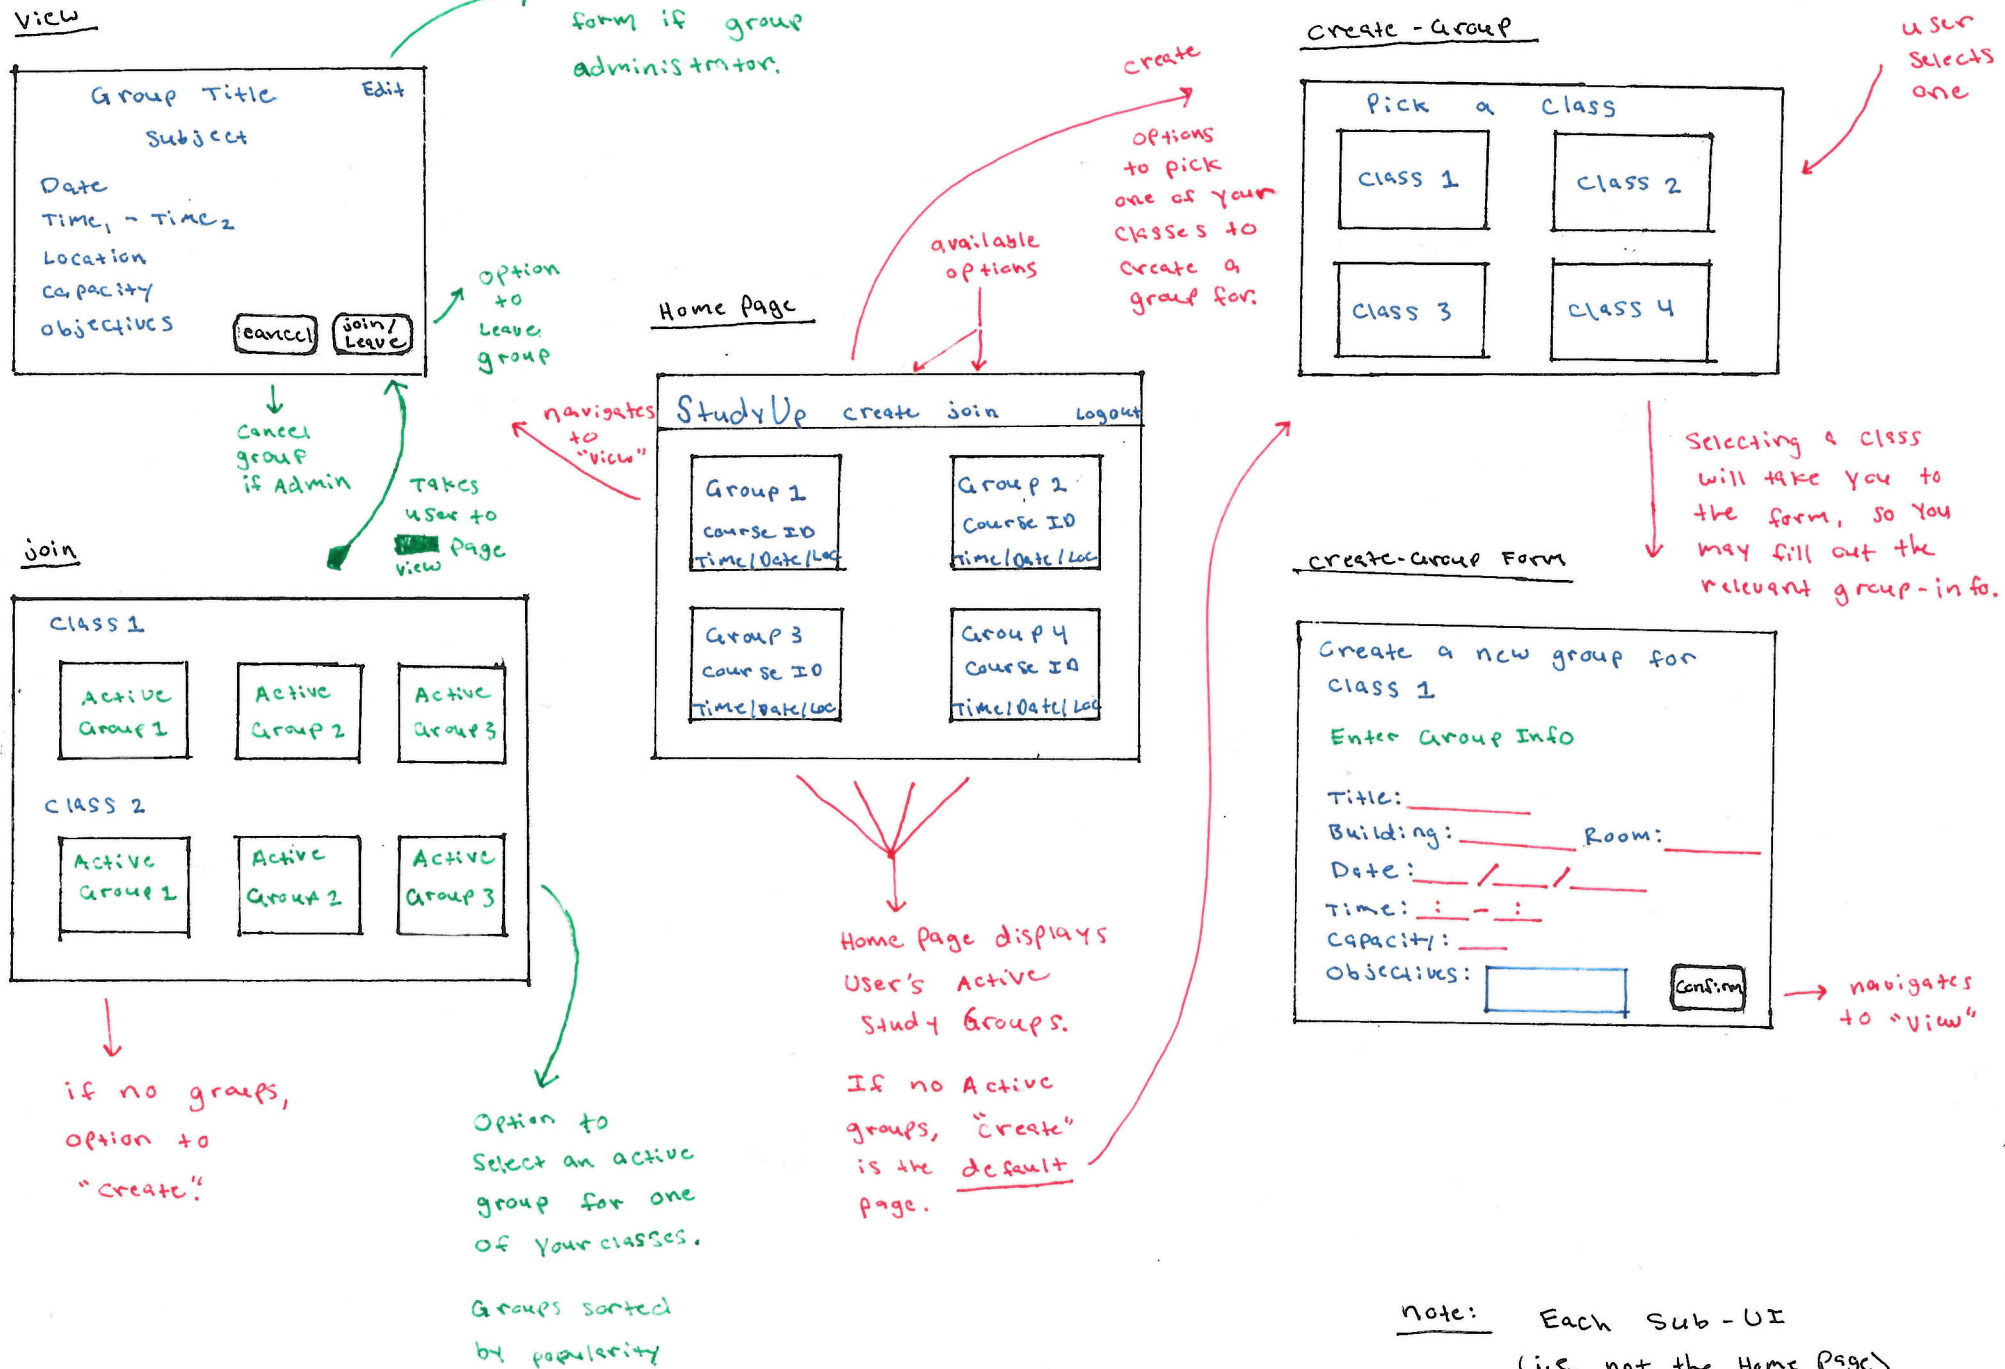 View
form if group
administrator.
Group Title
Edit
Subject
Date
Time1 - Time2
Location
Capacity
Objectives
cancel
join/
Leave
option
to
Leave
group
Cancel
group
if Admin
Takes
user to
Page
view
join
Class 1
Active
Group 1
Active
Group 2
Active
Group 3
Class 2
Active
Group 1
Active
Group 2
Active
Group 3
if no groups,
option to
"create".
Option to
Select an active
group for one
of your classes.
Groups sorted
by popularity
Home Page
available
options
navigates
to
"view"
StudyUp create join Logout
Group 1
Course ID
Time/Date/Loc
Group 2
Course ID
Time/Date/Loc
Group 3
Course ID
Time/Date/Loc
Group 4
Course ID
Time/Date/Loc
Home Page displays
User's Active
Study Groups.
If no Active
groups, "create"
is the default
page.
create
options
to pick
one of your
classes to
create a
group for.
Create-Group
user
selects
one
Pick a Class
Class 1
Class 2
Class 3
Class 4
Selecting a class
will take you to
the form, so you
may fill out the
relevant group-info.
Create-Group Form
Create a new group for
Class 1
Enter Group Info
Title:
Building: Room:
Date: / /
Time: : - :
Capacity:
Objectives:
Confirm
navigates
to "View"
note: Each Sub-UI
(i.e. not the Home Page)